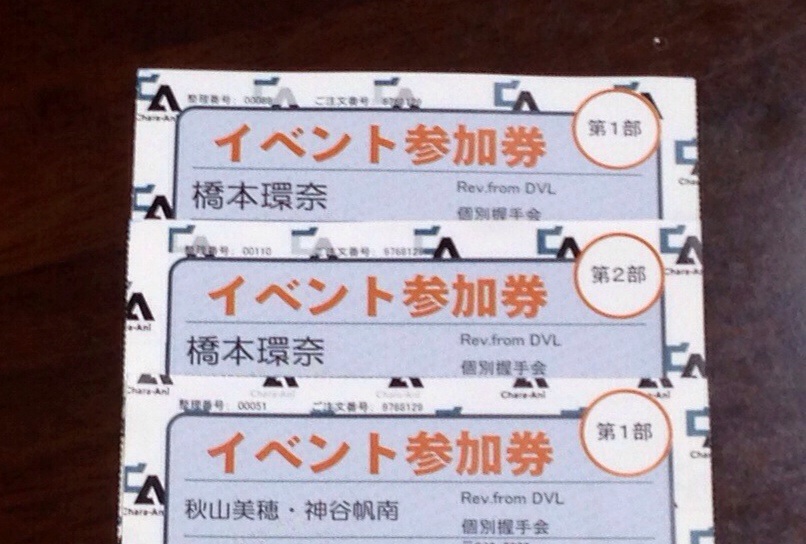 整理番号: 00088 ご注文番号: 9768129
第1部
イベント参加券
橋本環奈
Rev.from DVL
個別握手会
整理番号: 00110 ご注文番号: 9768129
第2部
イベント参加券
橋本環奈
Rev.from DVL
個別握手会
整理番号: 00051 ご注文番号: 9768129
第1部
イベント参加券
秋山美穂・神谷帆南
Rev.from DVL
個別握手会
Chara-Ani